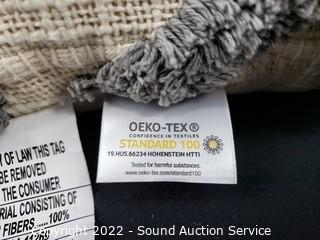 OEKO-TEX®
CONFIDENCE IN TEXTILES
STANDARD 100
19.HUS.66234 HOHENSTEIN HTTI
Tested for harmful substances.
www.oeko-tex.com/standard100
Y OF LAW THIS TAG
BE REMOVED
THE CONSUMER
RIAL CONSISTING OF
FIBERS.....100%
Copyright 2022 - Sound Auction Service